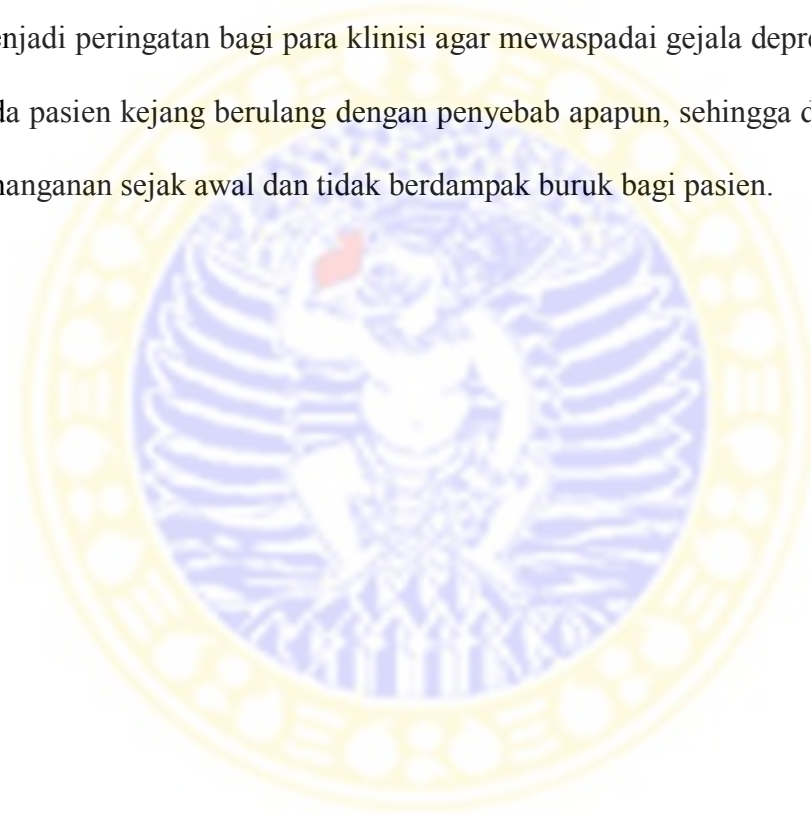 enjadi peringatan bagi para klinisi agar mewaspadai gejala depr
da pasien kejang berulang dengan penyebab apapun, sehingga d
nanganan sejak awal dan tidak berdampak buruk bagi pasien.